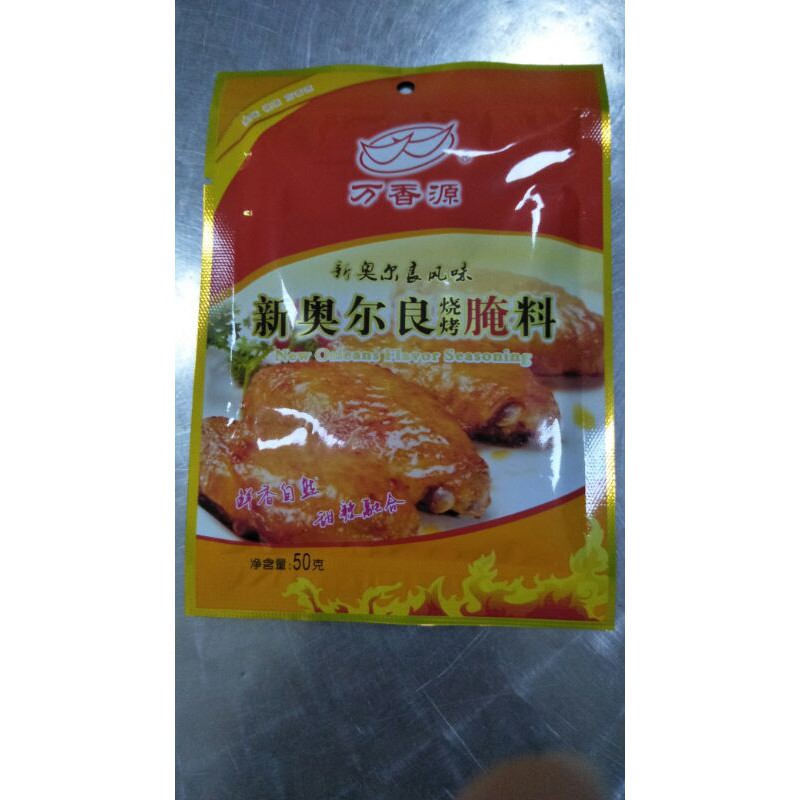 万香源
新奥尔良风味
新奥尔良烧烤腌料
New Orleans Flavor Seasoning
鲜香自然
甜辣融合
净含量:50克